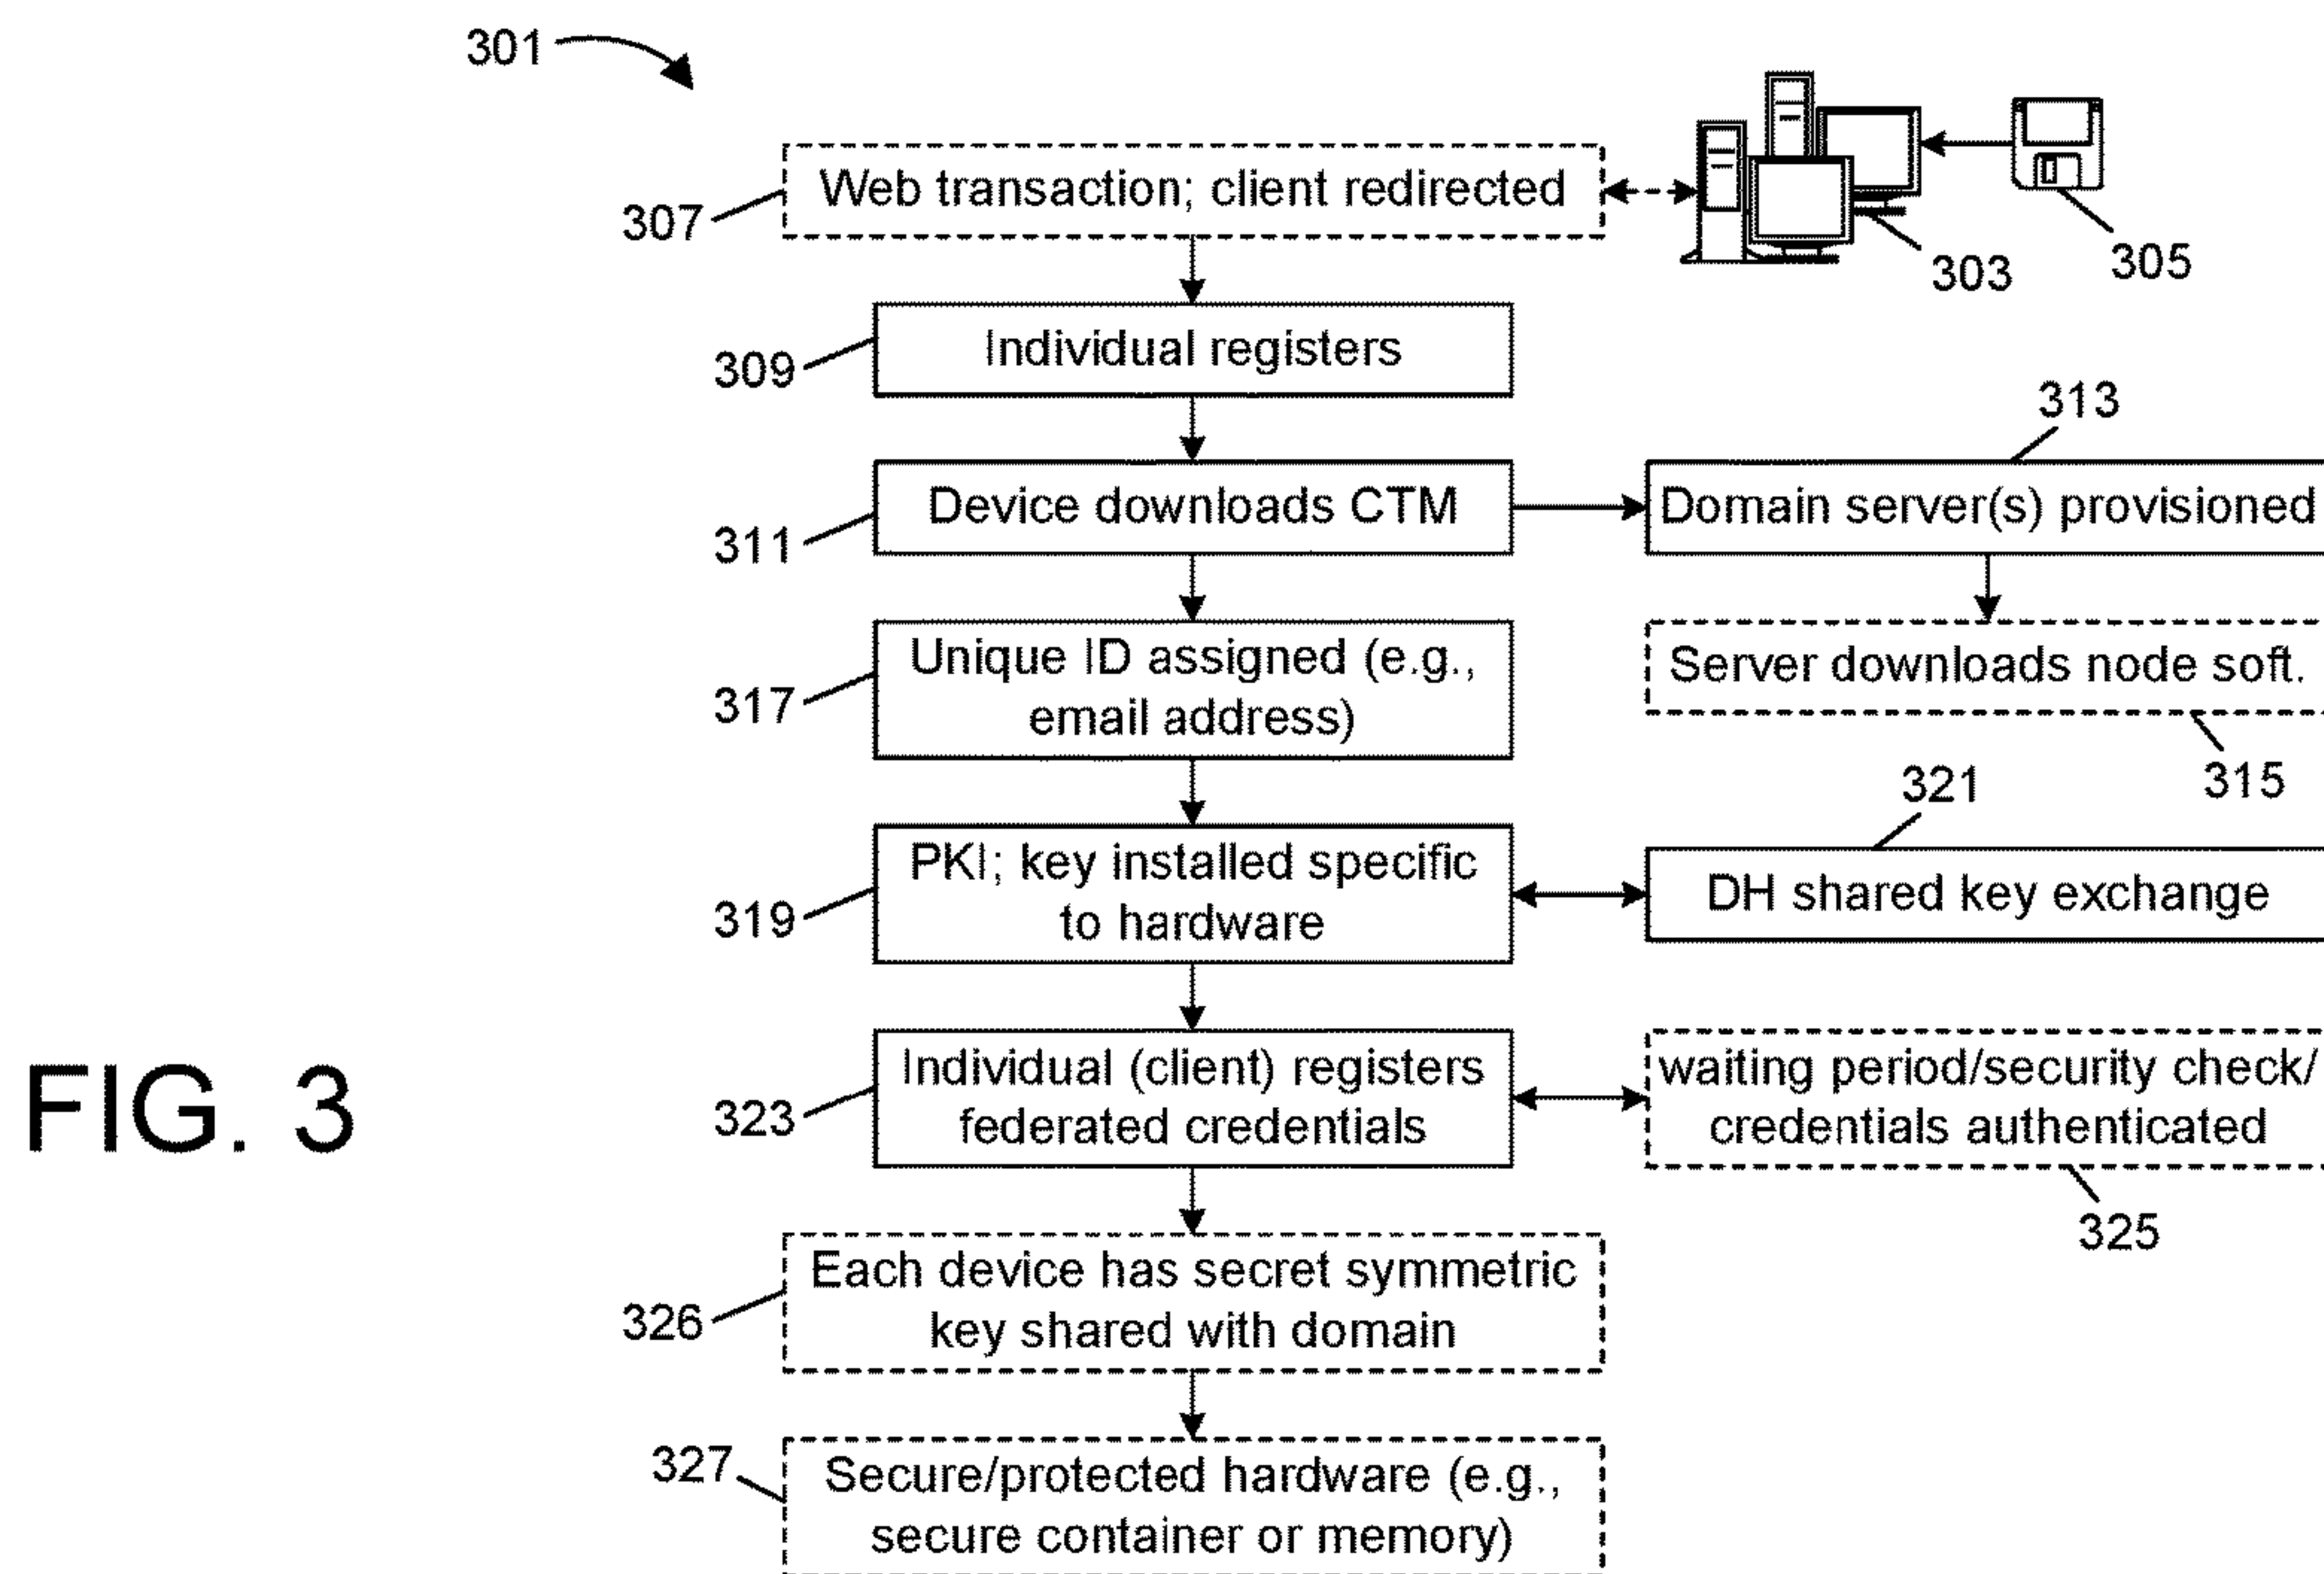 301
Web transaction; client redirected
307
303
305
Individual registers
309
313
Device downloads CTM
Domain server(s) provisioned
311
Unique ID assigned (e.g.,
email address)
317
Server downloads node soft.
315
321
PKI; key installed specific
to hardware
319
DH shared key exchange
FIG. 3
Individual (client) registers
federated credentials
323
waiting period/security check/
credentials authenticated
325
Each device has secret symmetric
key shared with domain
326
327
Secure/protected hardware (e.g.,
secure container or memory)